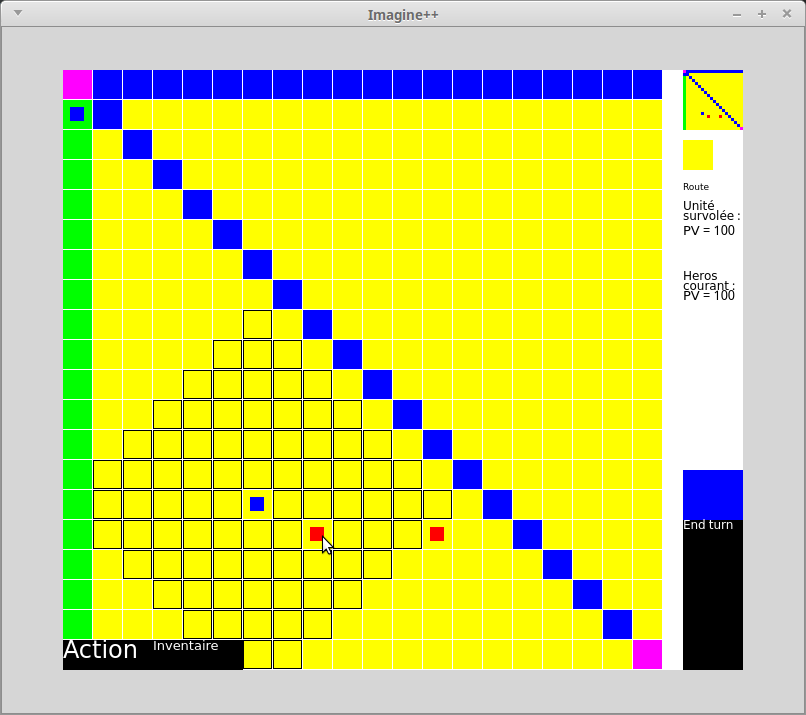 Imagine++
Route
Unité
survolée :
PV = 100
Heros
courant :
PV = 100
End turn
Action
Inventaire